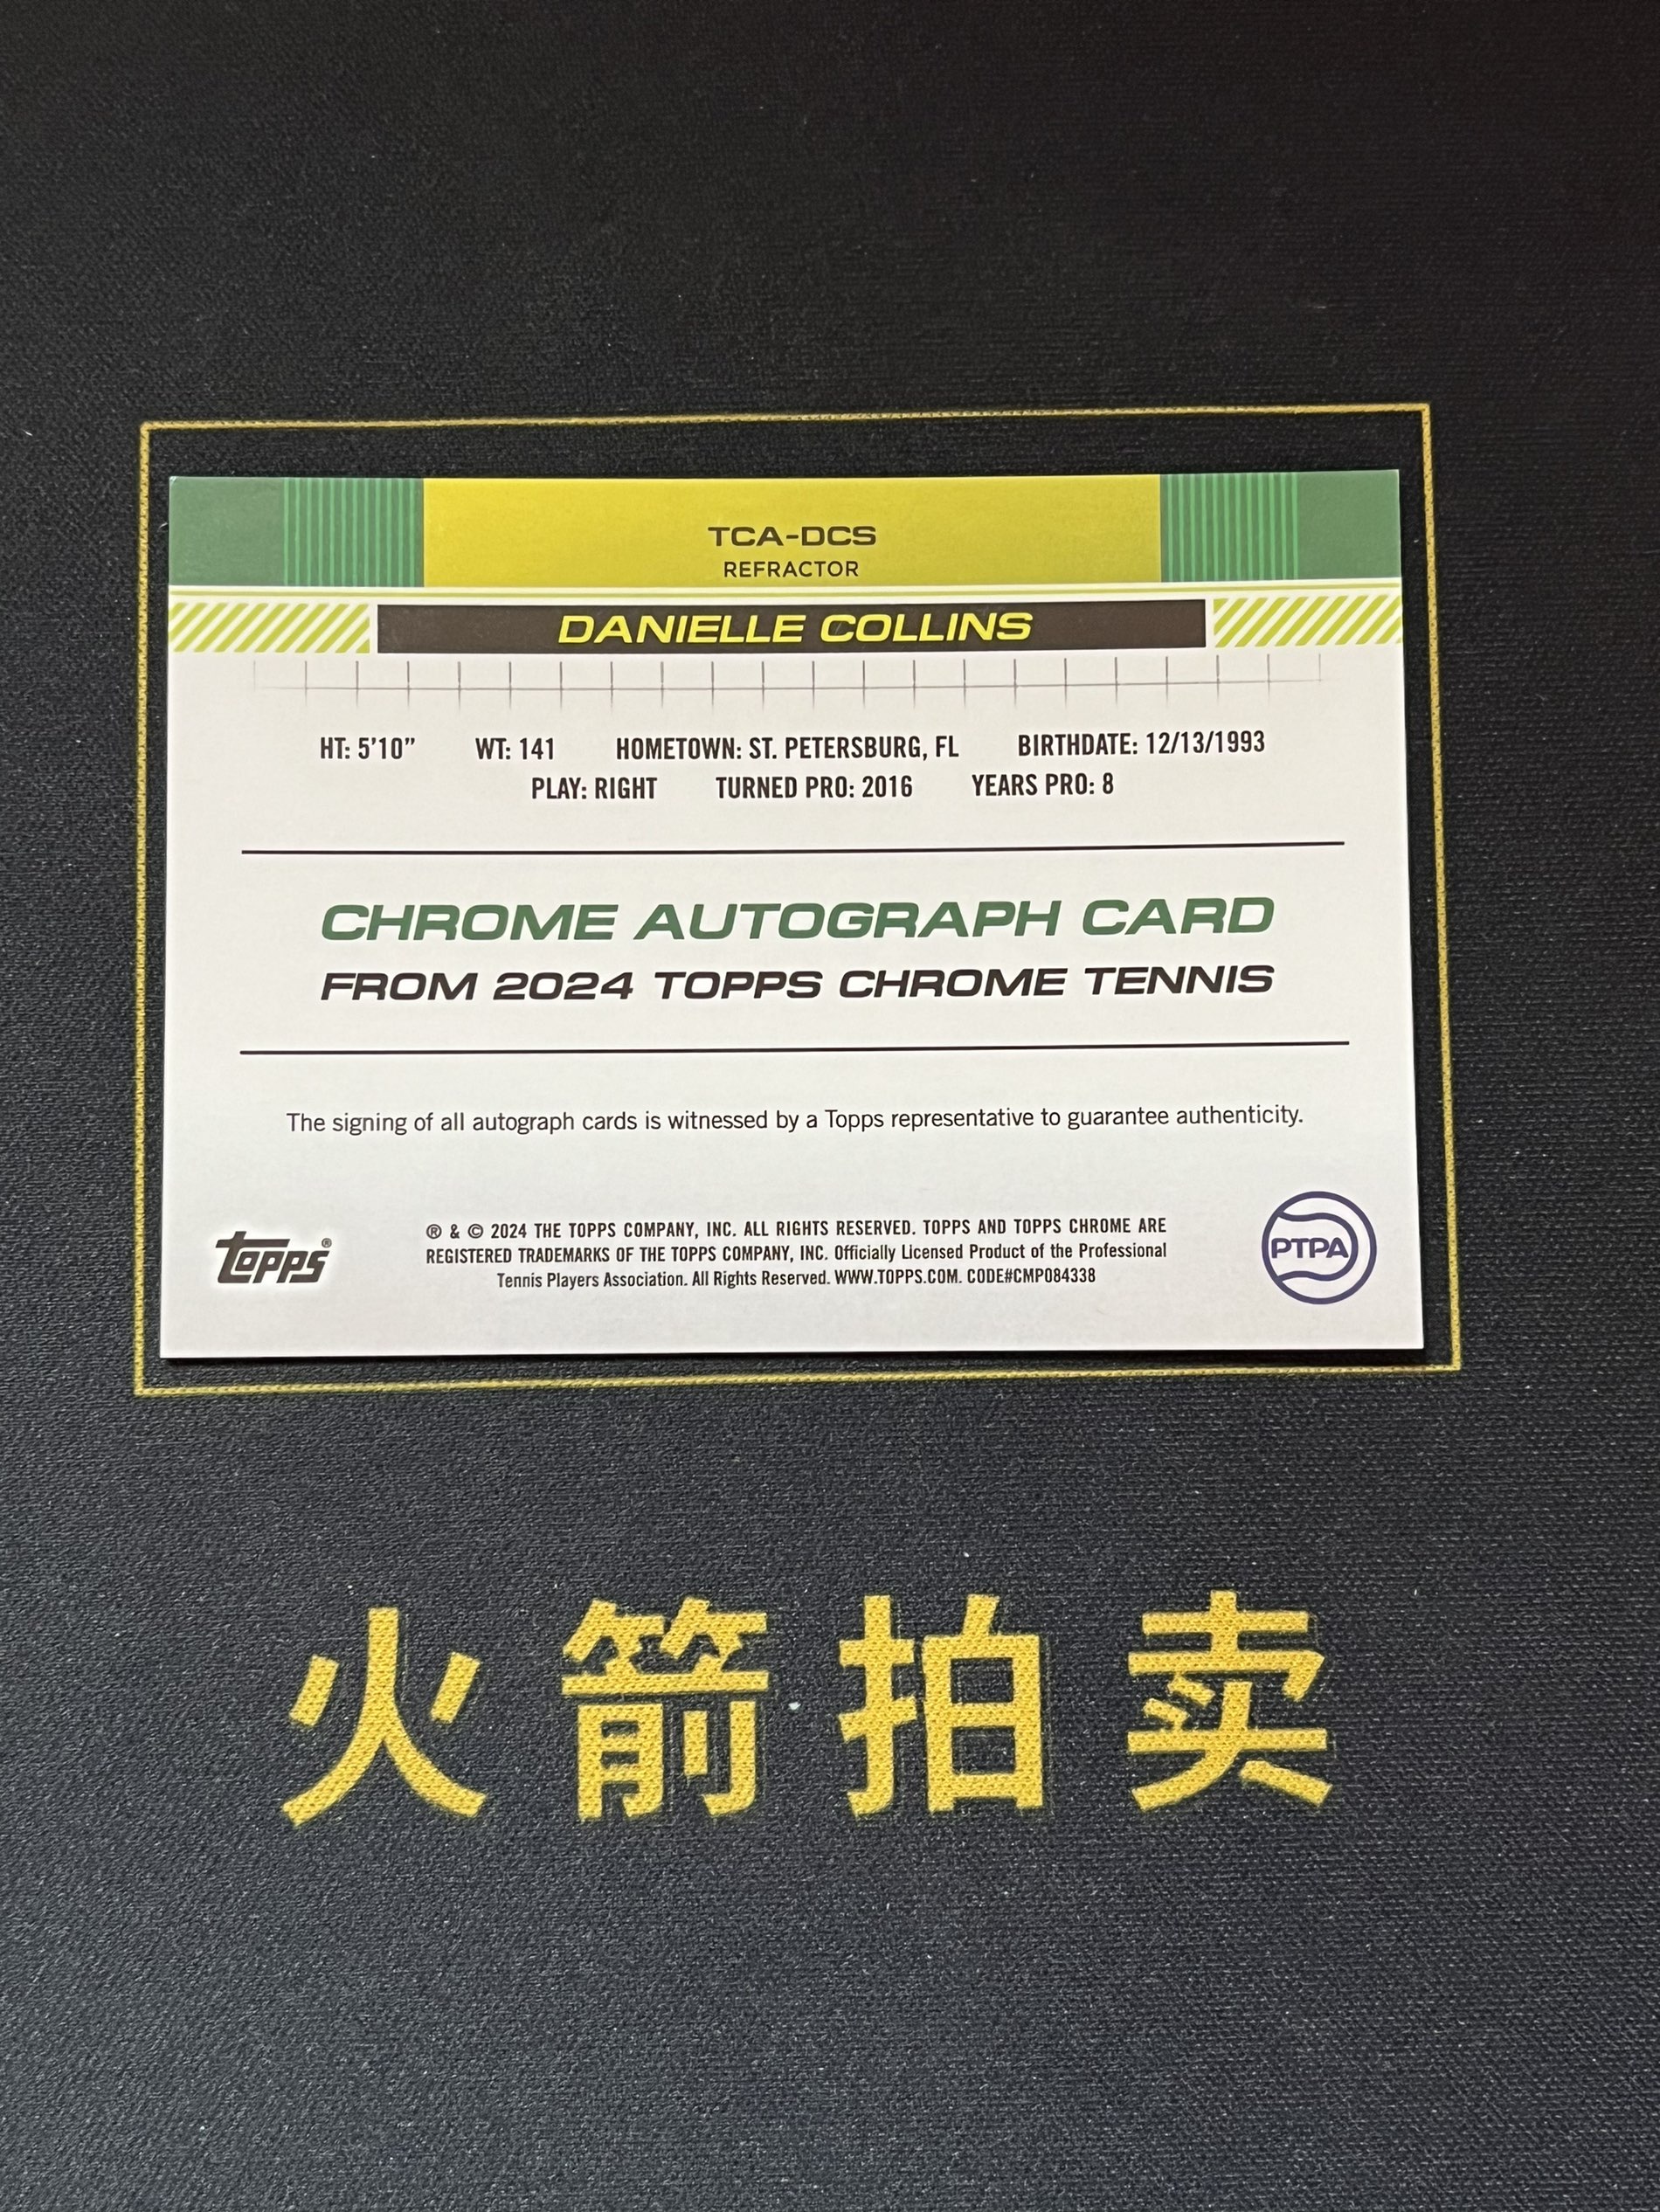 TCA-DCS
REFRACTOR
DANIELLE COLLINS
HT: 5'10” WT: 141 HOMETOWN: ST. PETERSBURG, FL BIRTHDATE: 12/13/1993
PLAY: RIGHT TURNED PRO: 2016 YEARS PRO: 8
CHROME AUTOGRAPH CARD
FROM 2024 TOPPS CHROME TENNIS
The signing of all autograph cards is witnessed by a Topps representative to guarantee authenticity.
topps®
® & © 2024 THE TOPPS COMPANY, INC. ALL RIGHTS RESERVED. TOPPS AND TOPPS CHROME ARE
REGISTERED TRADEMARKS OF THE TOPPS COMPANY, INC. Officially Licensed Product of the Professional
Tennis Players Association. All Rights Reserved. WWW.TOPPS.COM. CODE#CMP084338
PTPA
火箭拍卖